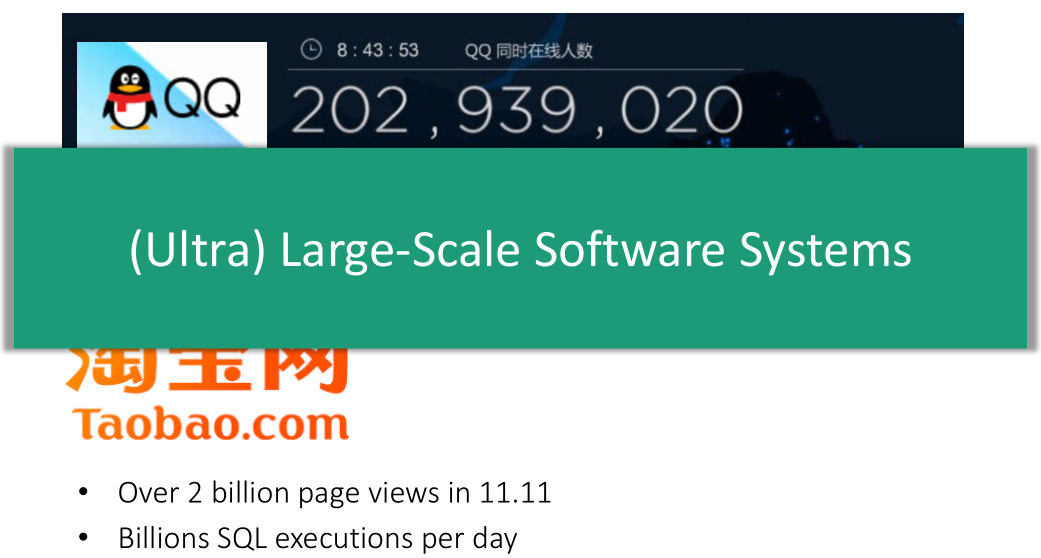 8 : 43 : 53 QQ 同时在线人数
QQ
202 , 939 , 020
(Ultra) Large-Scale Software Systems
淘宝网
Taobao.com
• Over 2 billion page views in 11.11
• Billions SQL executions per day